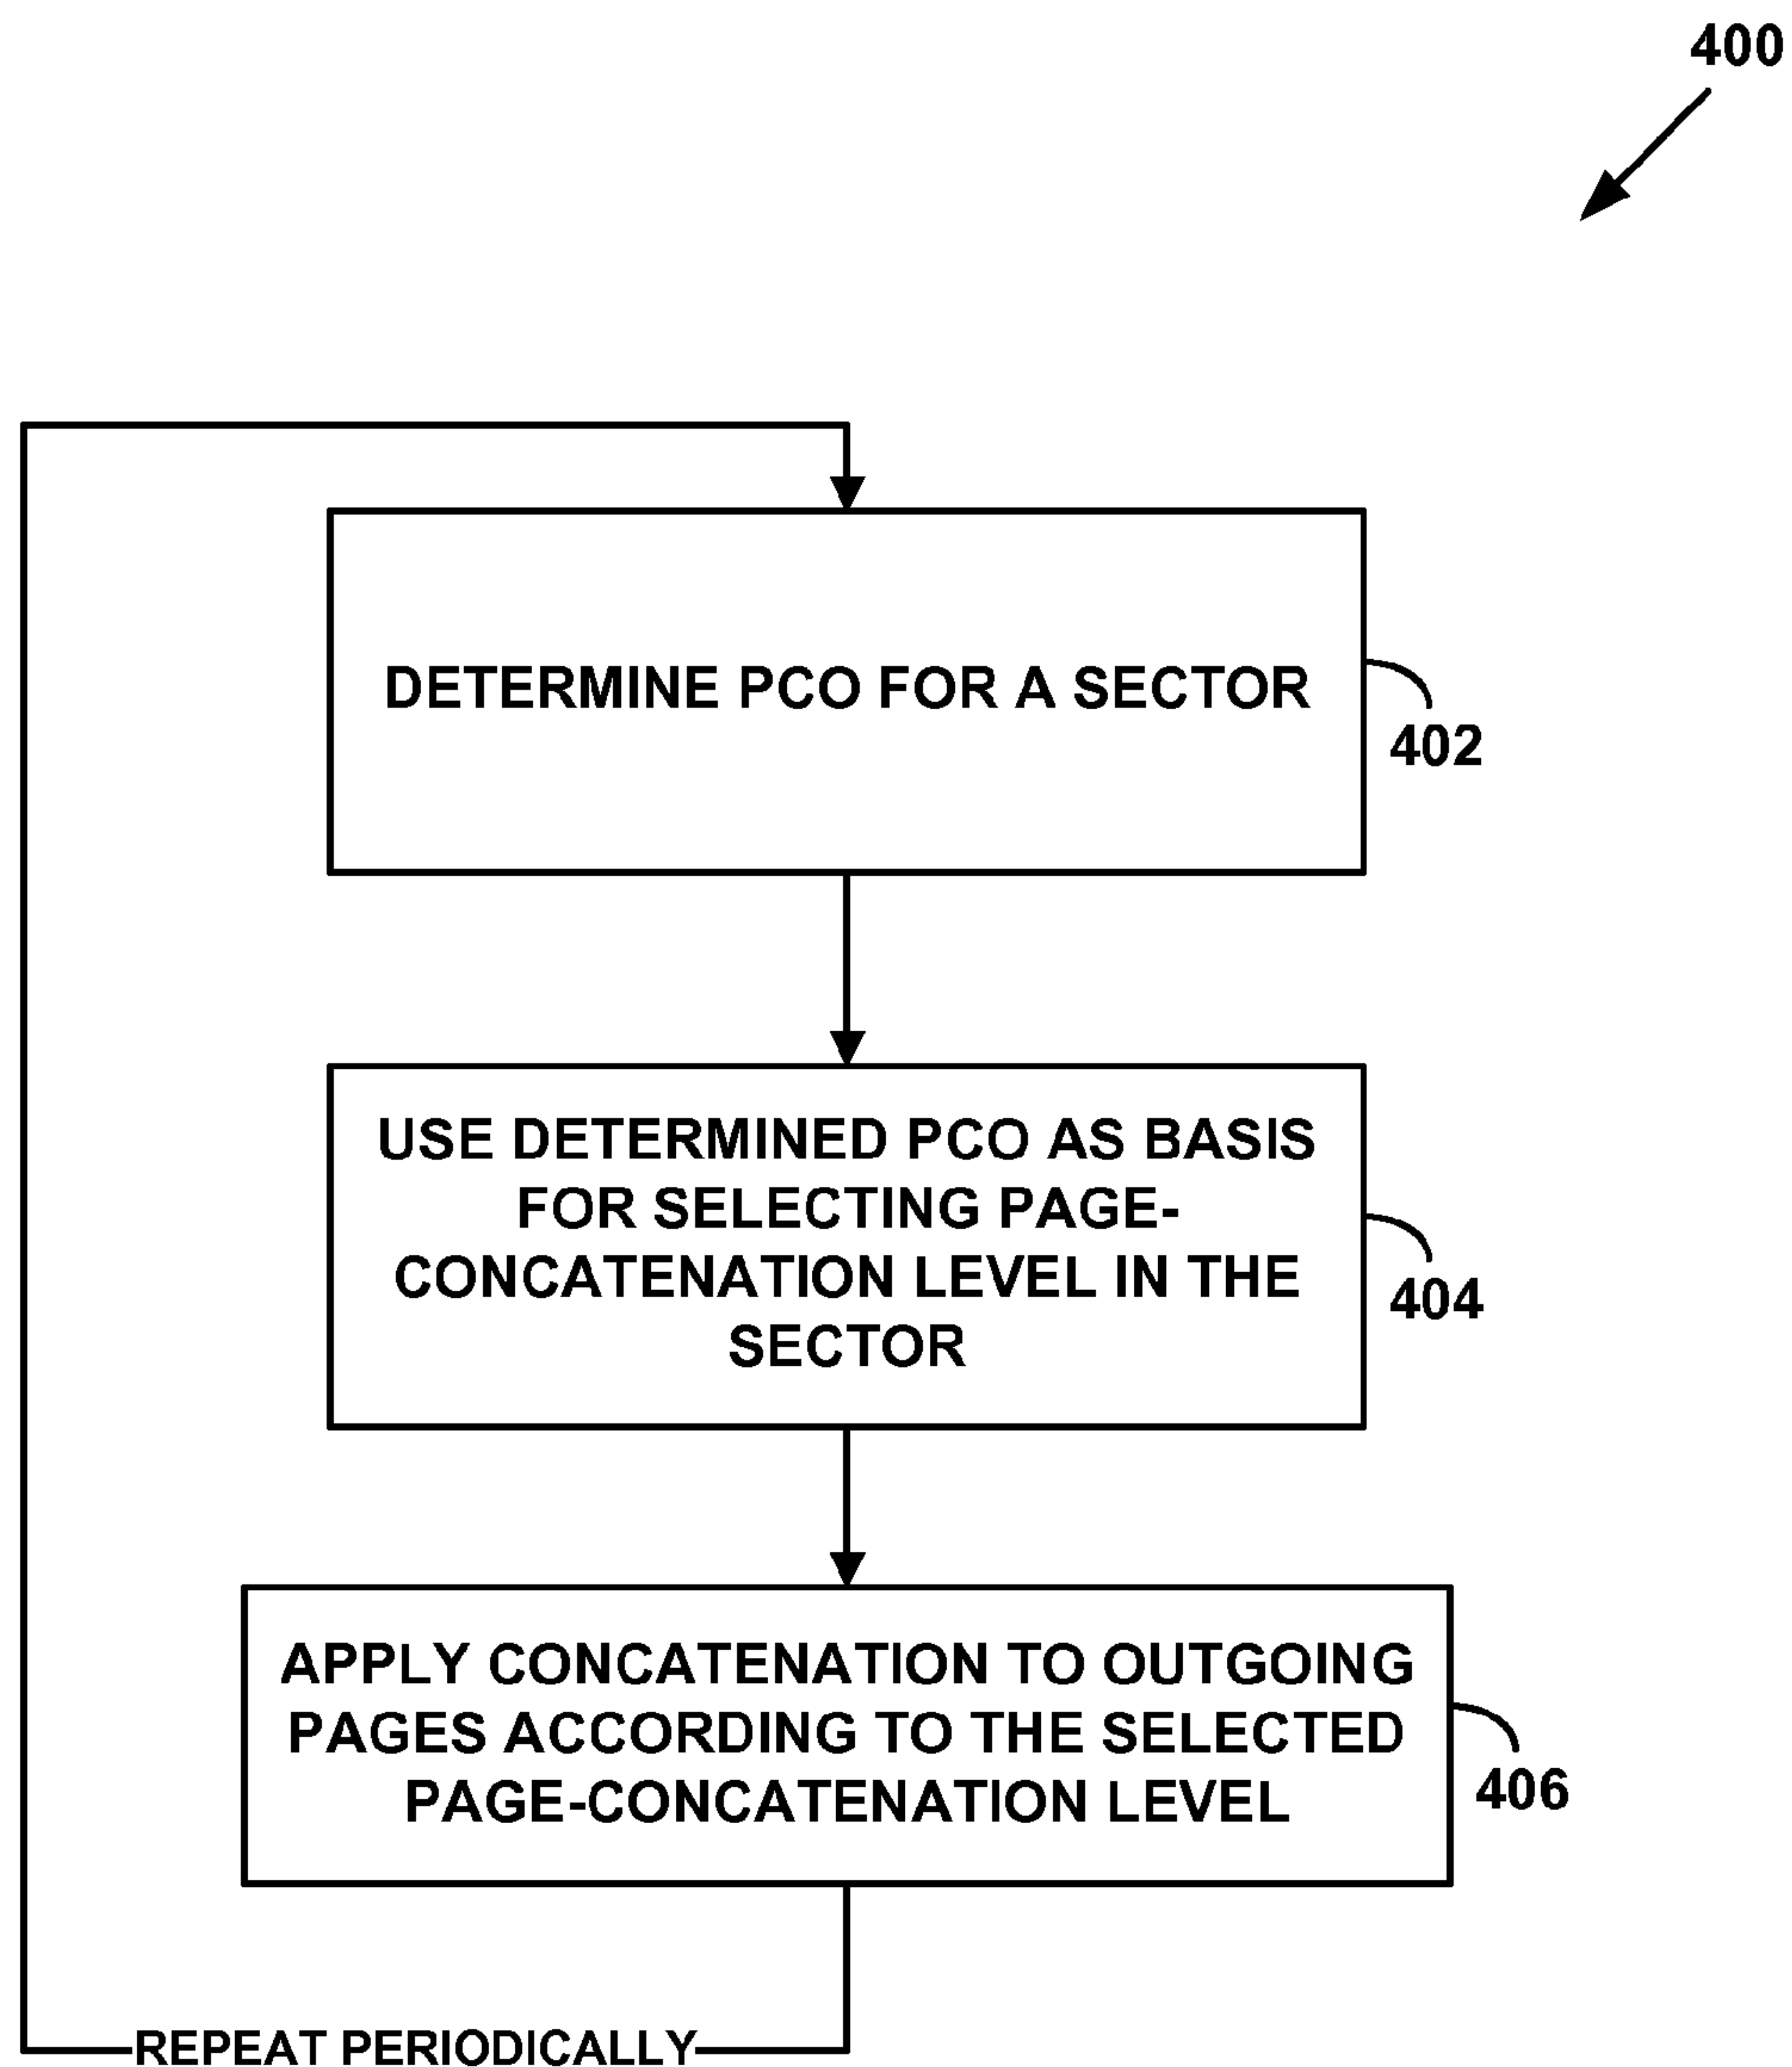 400
DETERMINE PCO FOR A SECTOR
402
USE DETERMINED PCO AS BASIS
FOR SELECTING PAGE-
CONCATENATION LEVEL IN THE
SECTOR
404
APPLY CONCATENATION TO OUTGOING
PAGES ACCORDING TO THE SELECTED
PAGE-CONCATENATION LEVEL
406
REPEAT PERIODICALLY